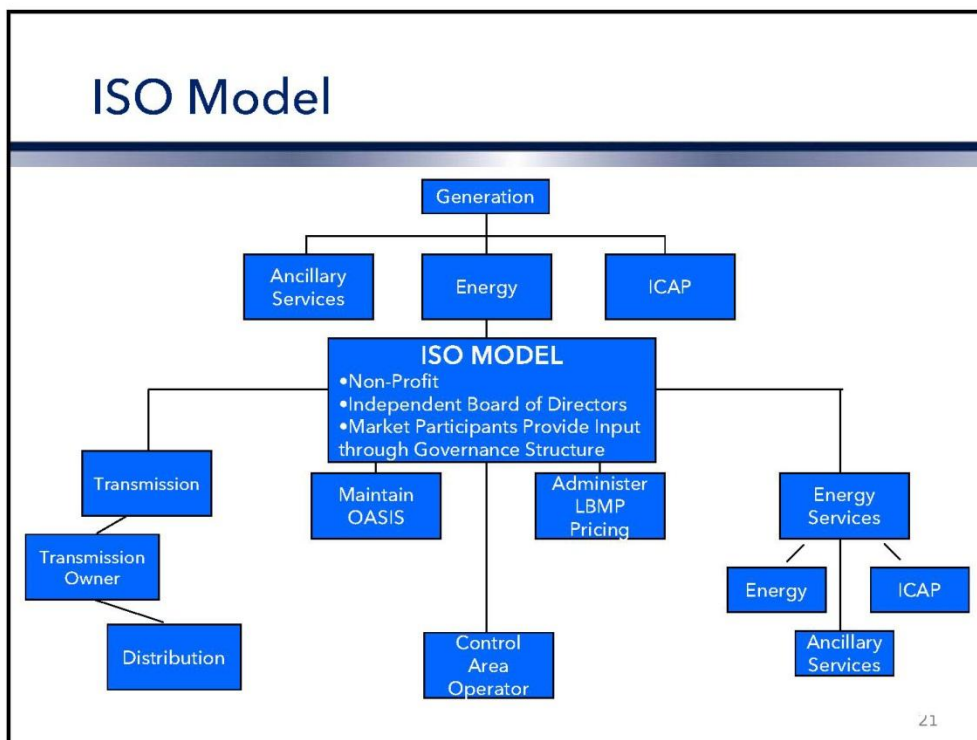 ISO Model
Generation
Ancillary
Services
Energy
ICAP
ISO MODEL
•Non-Profit
•Independent Board of Directors
•Market Participants Provide Input
through Governance Structure
Transmission
Maintain
OASIS
Administer
LBMP
Pricing
Energy
Services
Transmission
Owner
Energy
ICAP
Distribution
Control
Area
Operator
Ancillary
Services
21